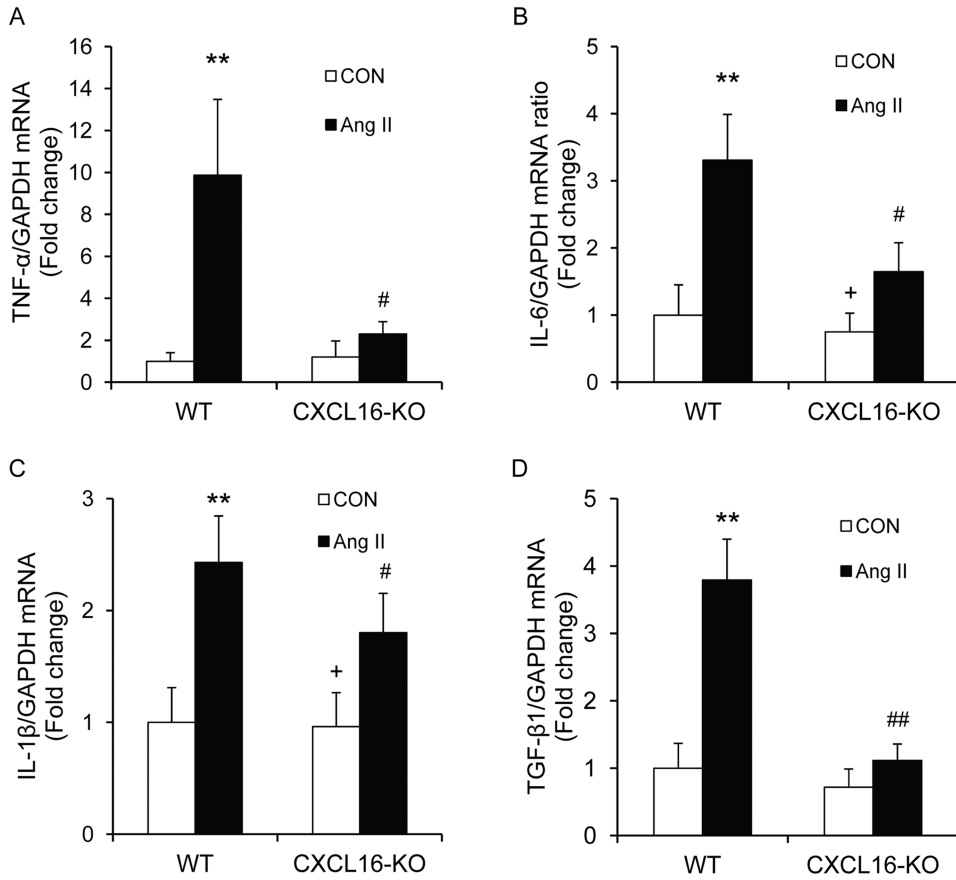 A
TNF-α/GAPDH mRNA
(Fold change)
16
14
12
10
8
6
4
2
0
**
#
CON
Ang II
WT
CXCL16-KO
B
IL-6/GAPDH mRNA ratio
(Fold change)
5
4
3
2
1
0
**
+
#
CON
Ang II
WT
CXCL16-KO
C
IL-1β/GAPDH mRNA
(Fold change)
3
2
1
0
**
+
#
CON
Ang II
WT
CXCL16-KO
D
TGF-β1/GAPDH mRNA
(Fold change)
5
4
3
2
1
0
**
##
CON
Ang II
WT
CXCL16-KO